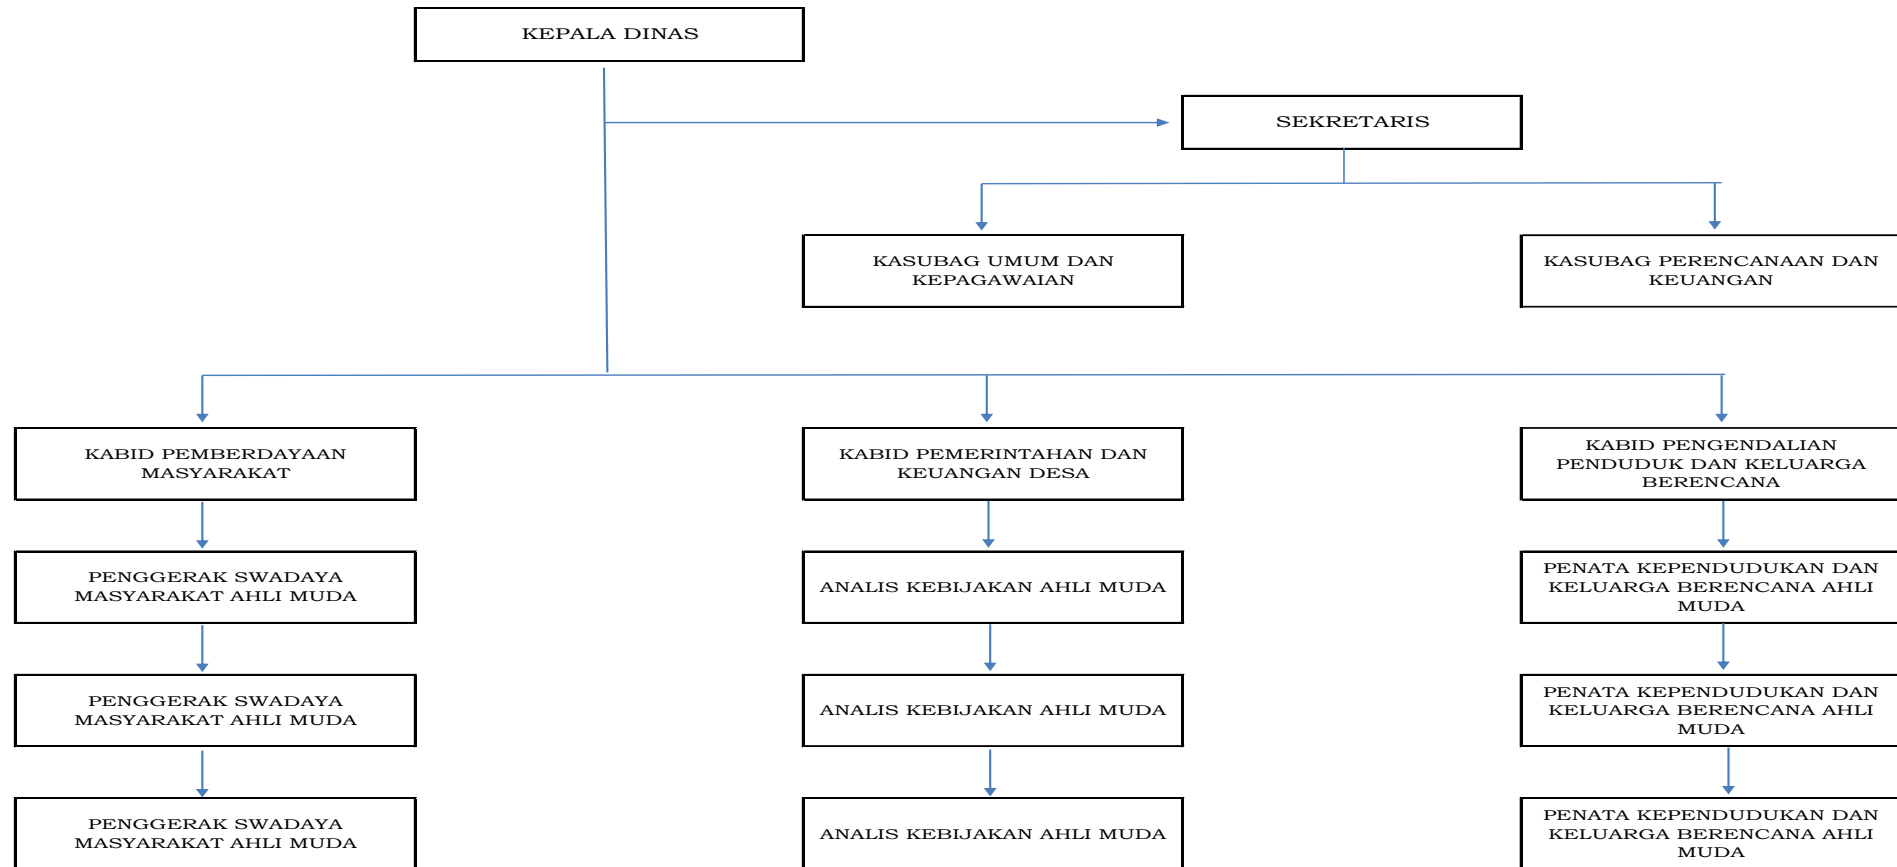 KEPALA DINAS
SEKRETARIS
KASUBAG UMUM DAN
KEPAGAWAIAN
KASUBAG PERENCANAAN DAN
KEUANGAN
KABID PEMBERDAYAAN
MASYARAKAT
KABID PEMERINTAHAN DAN
KEUANGAN DESA
KABID PENGENDALIAN
PENDUDUK DAN KELUARGA
BERENCANA
PENGGERAK SWADAYA
MASYARAKAT AHLI MUDA
ANALIS KEBIJAKAN AHLI MUDA
PENATA KEPENDUDUKAN DAN
KELUARGA BERENCANA AHLI
MUDA
PENGGERAK SWADAYA
MASYARAKAT AHLI MUDA
ANALIS KEBIJAKAN AHLI MUDA
PENATA KEPENDUDUKAN DAN
KELUARGA BERENCANA AHLI
MUDA
PENGGERAK SWADAYA
MASYARAKAT AHLI MUDA
ANALIS KEBIJAKAN AHLI MUDA
PENATA KEPENDUDUKAN DAN
KELUARGA BERENCANA AHLI
MUDA